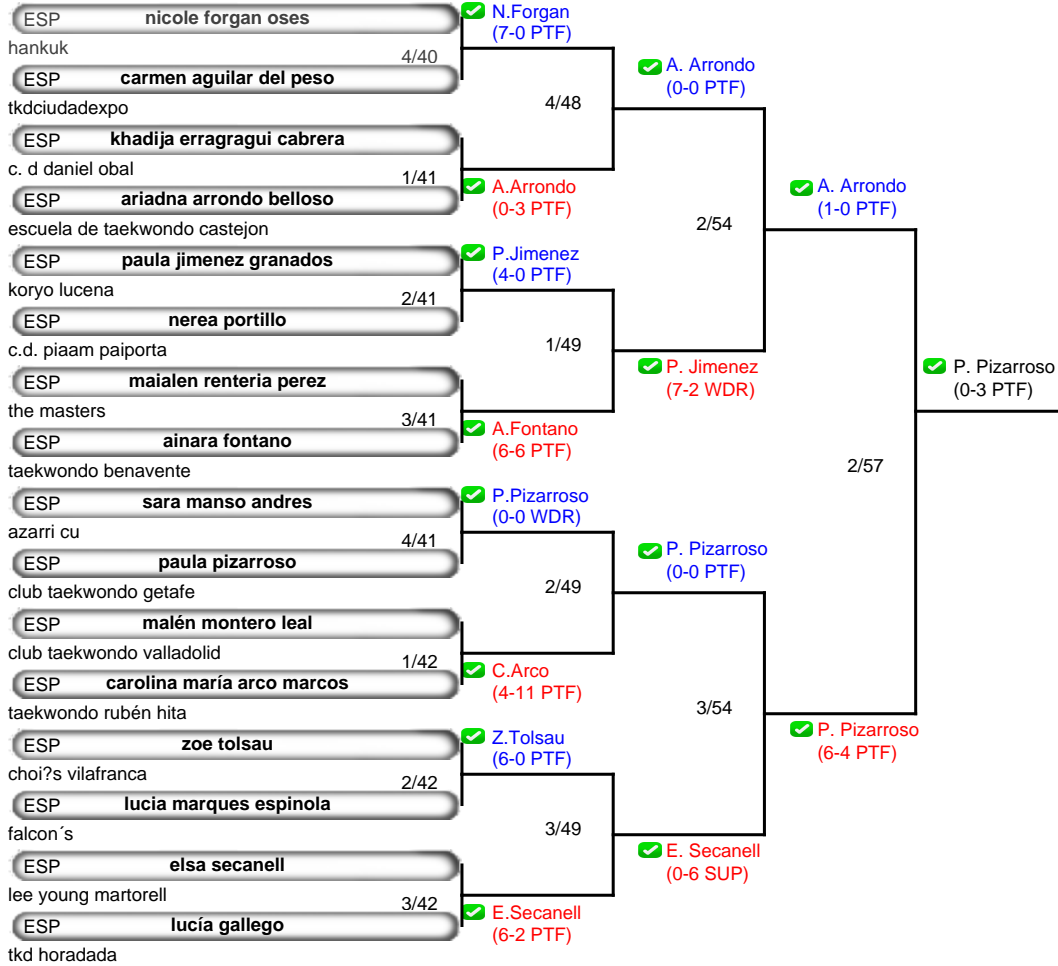 ESP nicole forgan oses
hankuk
4/40
ESP carmen aguilar del peso
tkdciudadexpo
ESP khadija erragragui cabrera
c. d daniel obal
1/41
ESP ariadna arrondo belloso
escuela de taekwondo castejon
ESP paula jimenez granados
koryo lucena
2/41
ESP nerea portillo
c.d. piaam paiporta
ESP maialen renteria perez
the masters
3/41
ESP ainara fontano
taekwondo benavente
ESP sara manso andres
azarri cu
4/41
ESP paula pizarroso
club taekwondo getafe
ESP malén montero leal
club taekwondo valladolid
1/42
ESP carolina maría arco marcos
taekwondo rubén hita
ESP zoe tolsau
choi?s vilafranca
2/42
ESP lucia marques espinola
falcon´s
ESP elsa secanell
lee young martorell
3/42
ESP lucía gallego
tkd horadada
N.Forgan
(7-0 PTF)
4/48
A.Arrondo
(0-3 PTF)
P.Jimenez
(4-0 PTF)
1/49
A.Fontano
(6-6 PTF)
P.Pizarroso
(0-0 WDR)
2/49
C.Arco
(4-11 PTF)
Z.Tolsau
(6-0 PTF)
3/49
E.Secanell
(6-2 PTF)
A. Arrondo
(0-0 PTF)
2/54
P. Jimenez
(7-2 WDR)
P. Pizarroso
(0-0 PTF)
3/54
E. Secanell
(0-6 SUP)
A. Arrondo
(1-0 PTF)
2/57
P. Pizarroso
(6-4 PTF)
P. Pizarroso
(0-3 PTF)